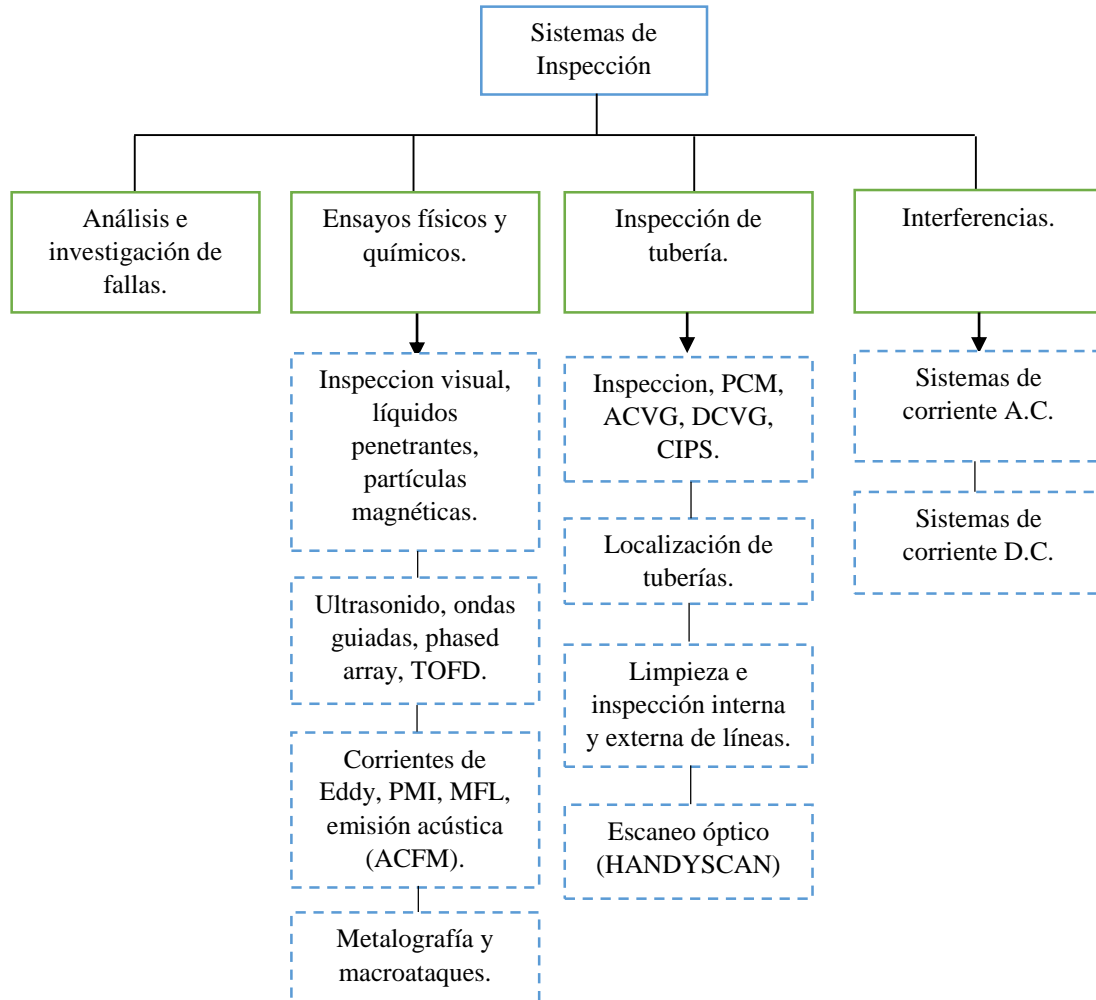 Sistemas de
Inspección
Análisis e
investigación de
fallas.
Ensayos físicos y
químicos.
Inspección de
tubería.
Interferencias.
Inspeccion visual,
líquidos
penetrantes,
partículas
magnéticas.
Ultrasonido, ondas
guiadas, phased
array, TOFD.
Corrientes de
Eddy, PMI, MFL,
emisión acústica
(ACFM).
Metalografía y
macroataques.
Inspeccion, PCM,
ACVG, DCVG,
CIPS.
Localización de
tuberías.
Limpieza e
inspección interna
y externa de líneas.
Escaneo óptico
(HANDYSCAN)
Sistemas de
corriente A.C.
Sistemas de
corriente D.C.